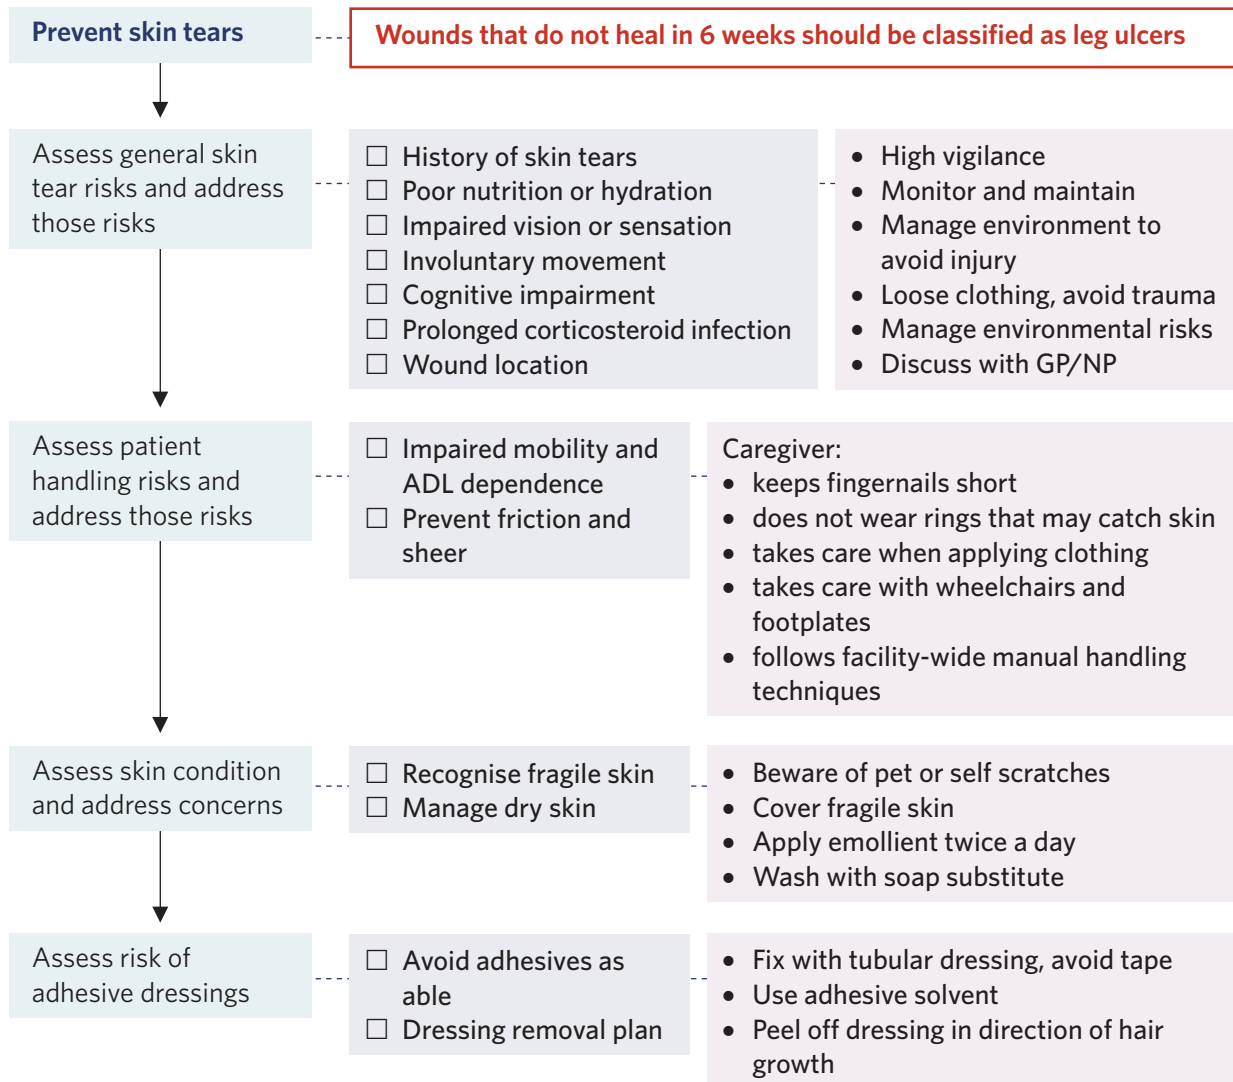 Prevent skin tears
Wounds that do not heal in 6 weeks should be classified as leg ulcers
Assess general skin
tear risks and address
those risks
☐ History of skin tears
☐ Poor nutrition or hydration
☐ Impaired vision or sensation
☐ Involuntary movement
☐ Cognitive impairment
☐ Prolonged corticosteroid infection
☐ Wound location
• High vigilance
• Monitor and maintain
• Manage environment to
avoid injury
• Loose clothing, avoid trauma
• Manage environmental risks
• Discuss with GP/NP
Assess patient
handling risks and
address those risks
☐ Impaired mobility and
ADL dependence
☐ Prevent friction and
sheer
Caregiver:
• keeps fingernails short
• does not wear rings that may catch skin
• takes care when applying clothing
• takes care with wheelchairs and
footplates
• follows facility-wide manual handling
techniques
Assess skin condition
and address concerns
☐ Recognise fragile skin
☐ Manage dry skin
• Beware of pet or self scratches
• Cover fragile skin
• Apply emollient twice a day
• Wash with soap substitute
Assess risk of
adhesive dressings
☐ Avoid adhesives as
able
☐ Dressing removal plan
• Fix with tubular dressing, avoid tape
• Use adhesive solvent
• Peel off dressing in direction of hair
growth